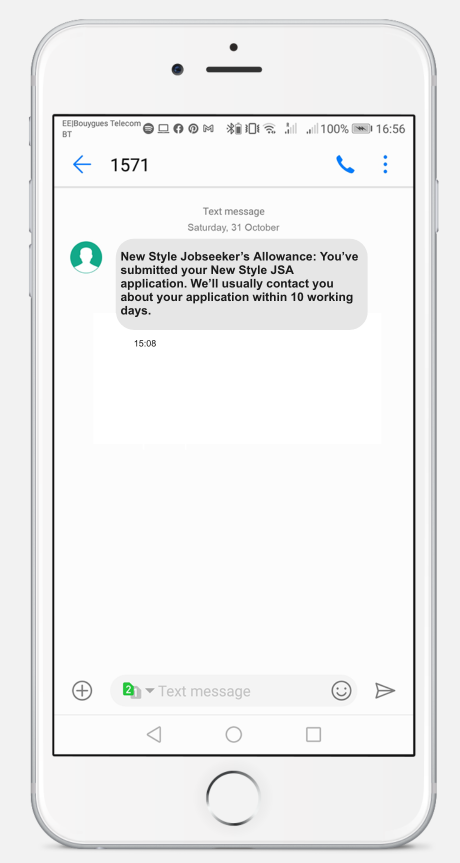 EE|Bouygues Telecom
BT
100%
16:56
1571
Text message
Saturday, 31 October
New Style Jobseeker's Allowance: You've
submitted your New Style JSA
application. We'll usually contact you
about your application within 10 working
days.
15:08
2 1
Text message